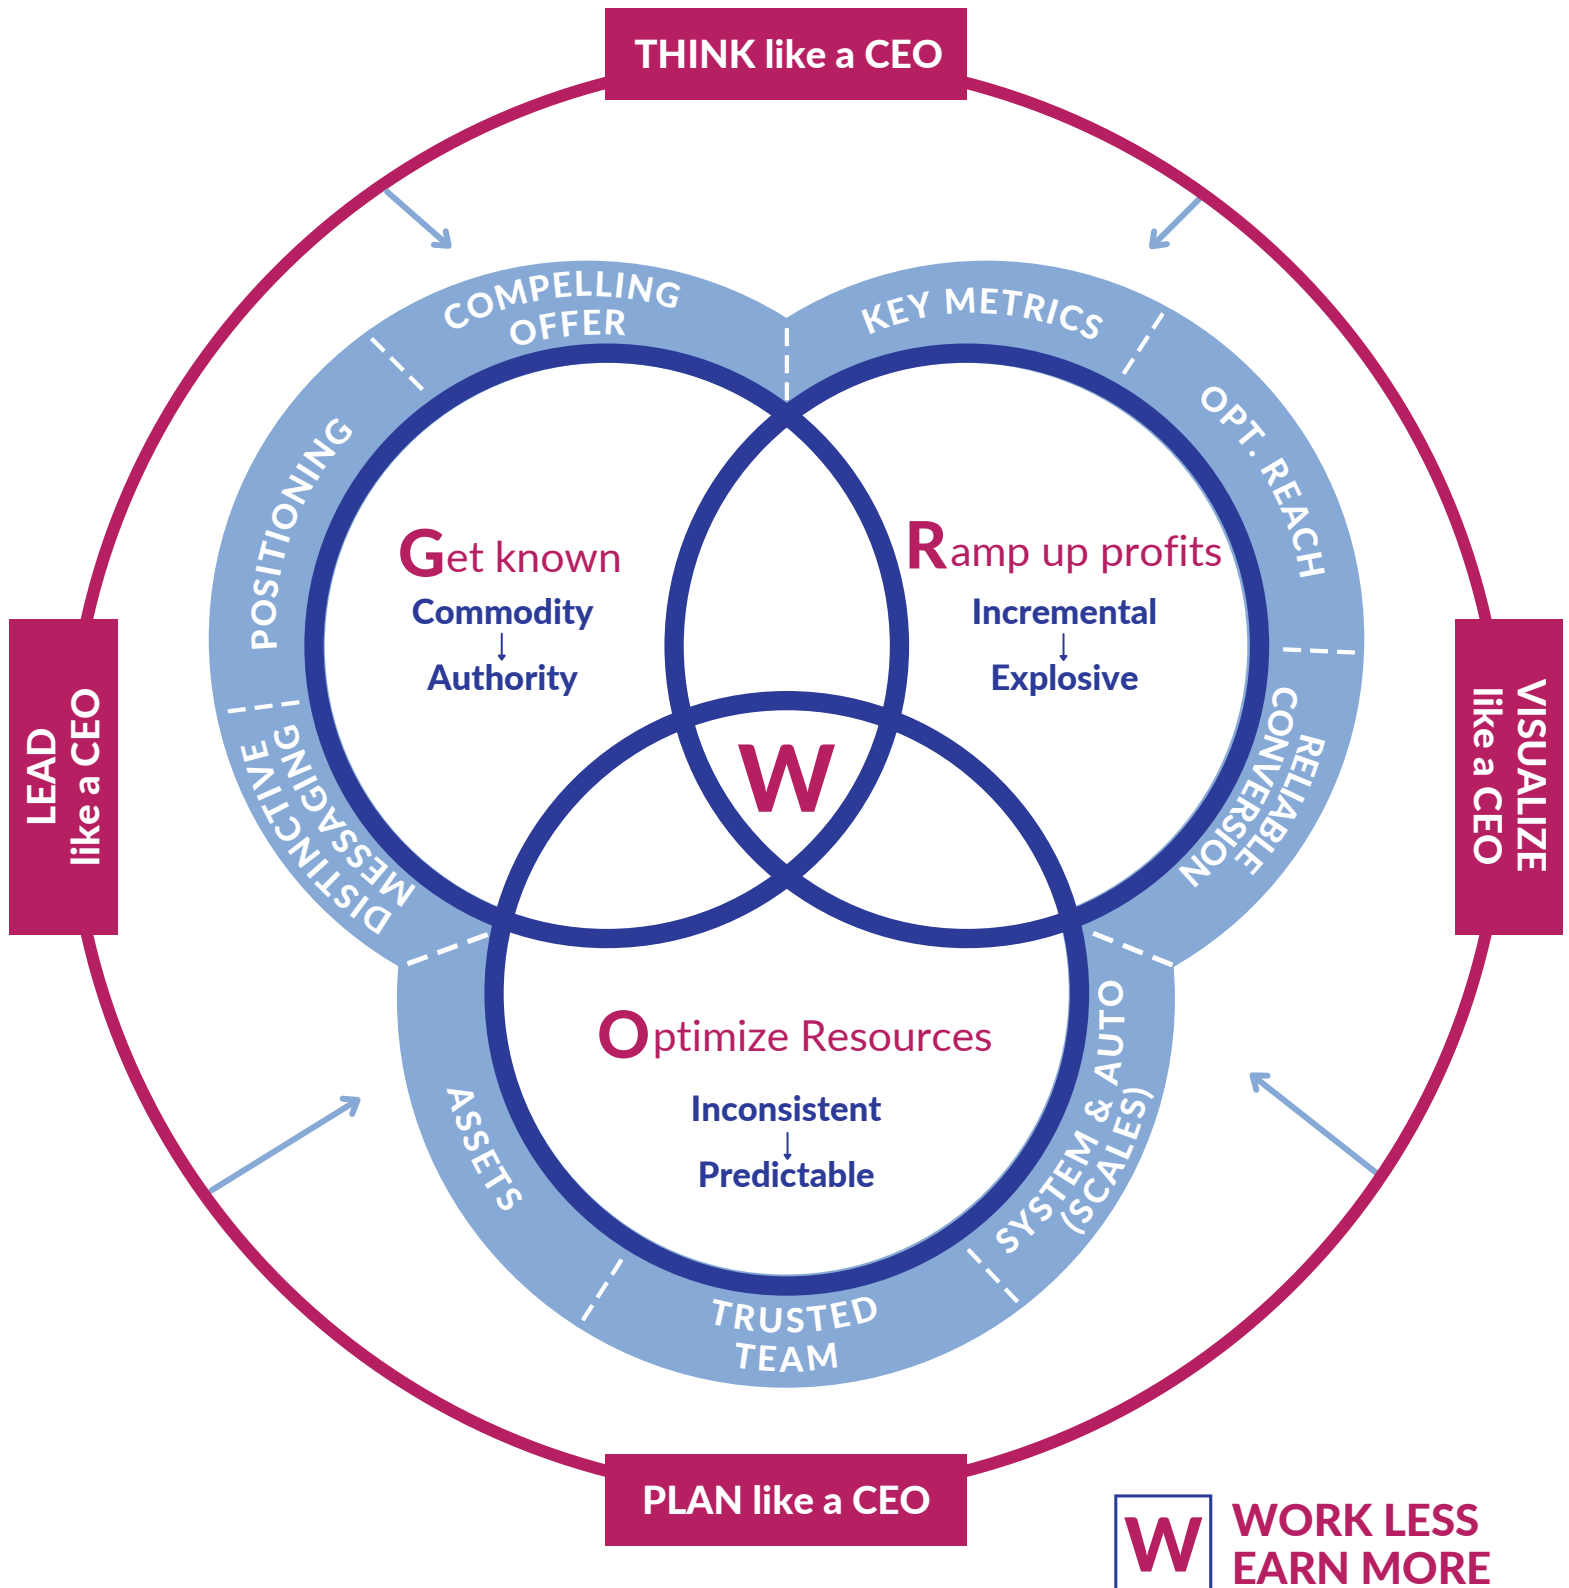 THINK like a CEO
COMPELLING
OFFER
KEY METRICS
POSITIONING
OPT. REACH
Get known
Commodity
Authority
Ramp up profits
Incremental
Explosive
LEAD
like a CEO
VISUALIZE
like a CEO
DISTINCTIVE
MESSAGING
W
RELIABLE
CONVERSION
Optimize Resources
Inconsistent
Predictable
ASSETS
SYSTEM & AUTO
(SCALES)
TRUSTED
TEAM
PLAN like a CEO
W
WORK LESS
EARN MORE